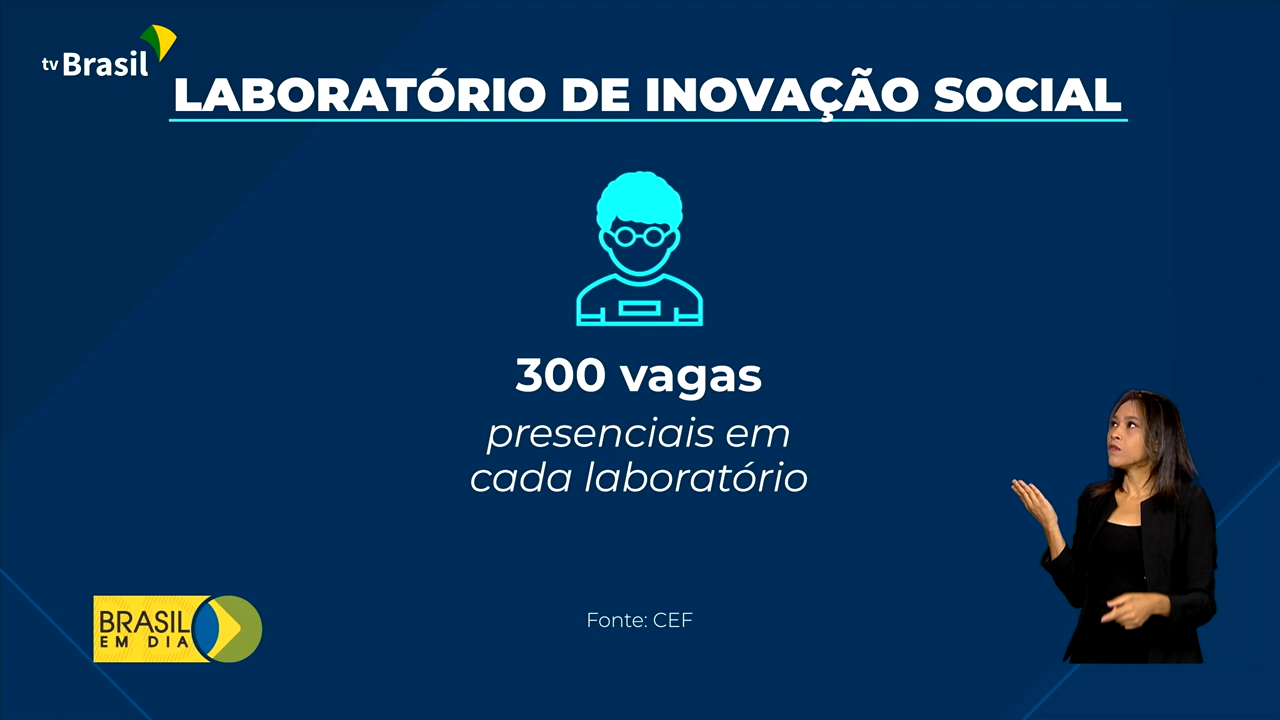 tv Brasil
LABORATÓRIO DE INOVAÇÃO SOCIAL
300 vagas
presenciais em
cada laboratório
BRASIL
EM DIA
Fonte: CEF